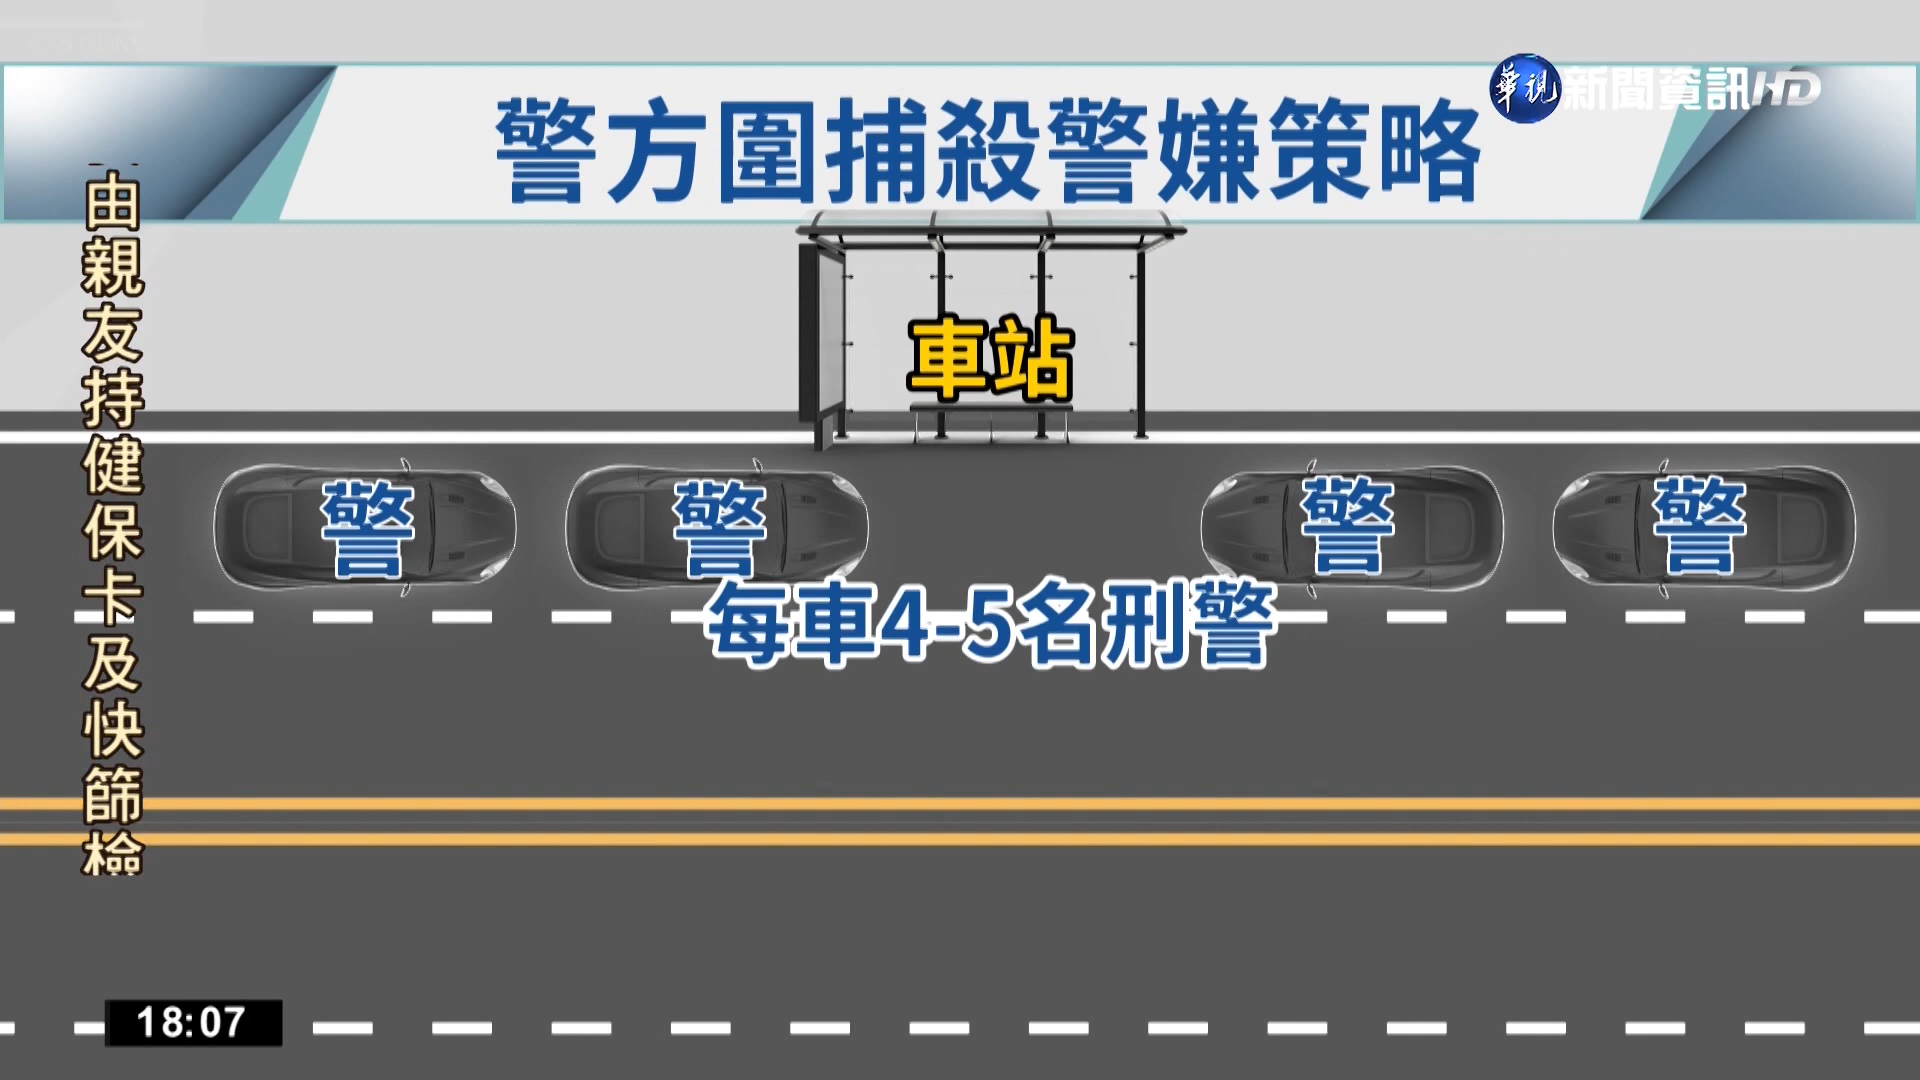 華視新聞資訊HD
警方圍捕殺警嫌策略
由親友持健保卡及快篩檢
車站
警
警
警
警
每車4-5名刑警
18:07